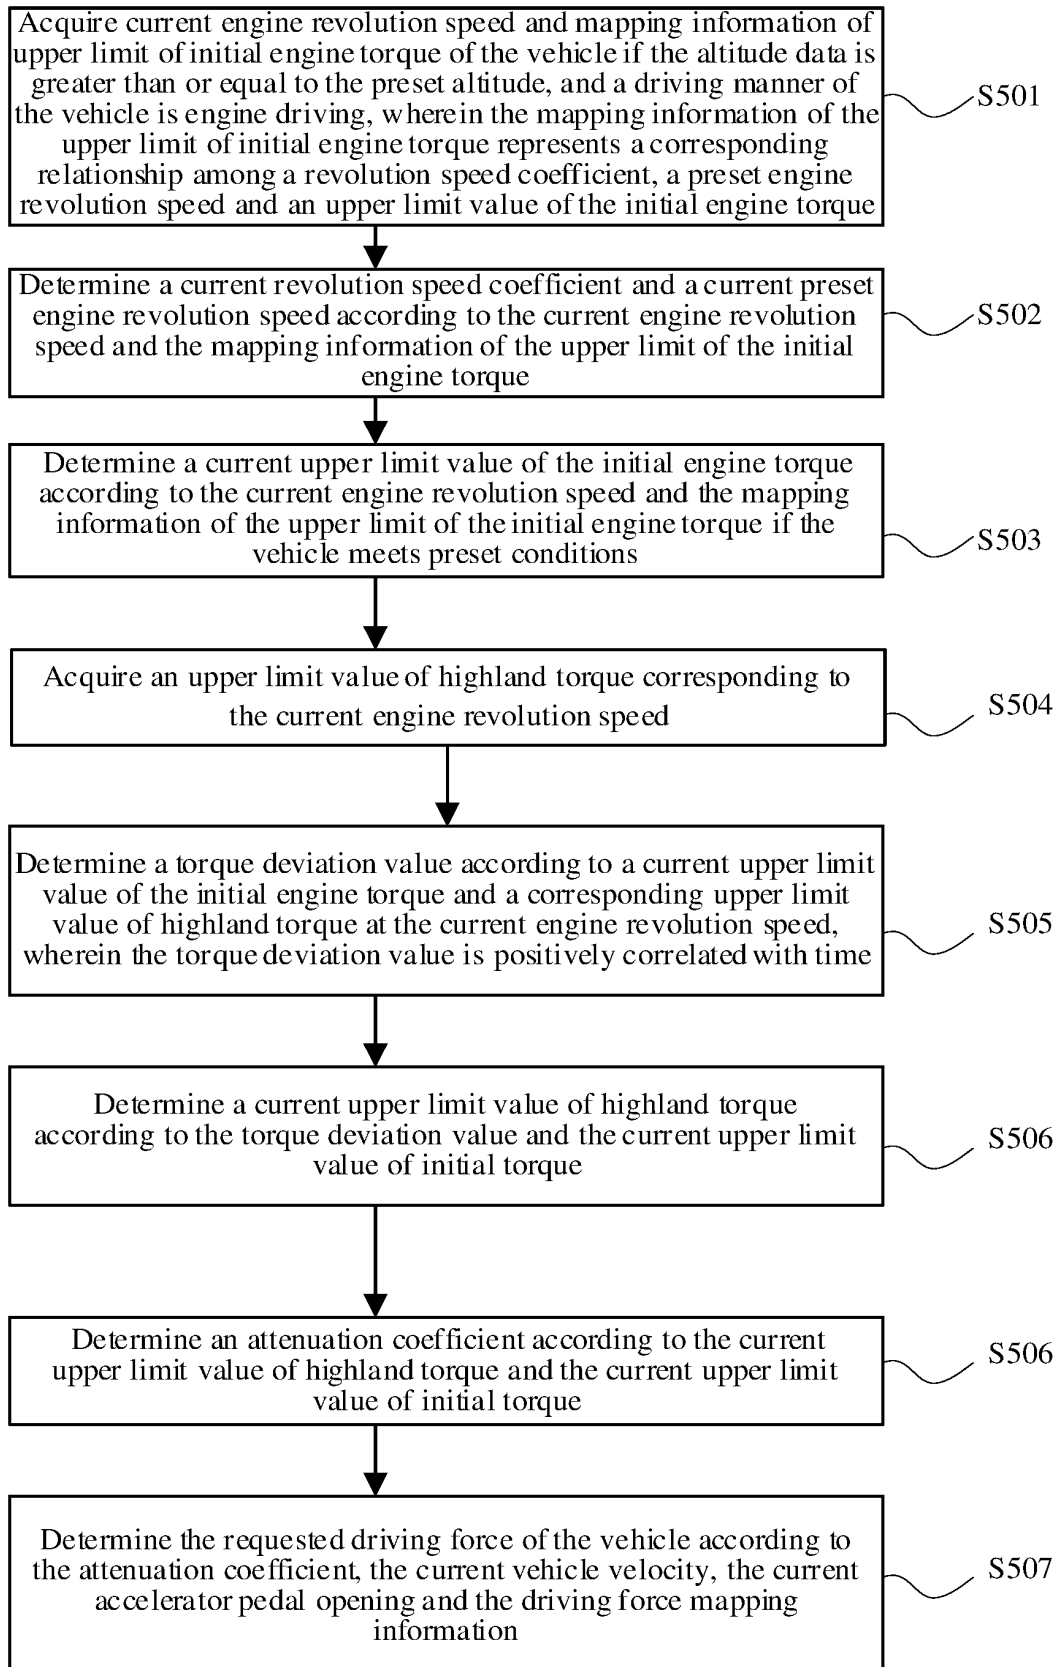 Acquire current engine revolution speed and mapping information of
upper limit of initial engine torque of the vehicle if the altitude data is
greater than or equal to the preset altitude, and a driving manner of
the vehicle is engine driving, wherein the mapping information of the
upper limit of initial engine torque represents a corresponding
relationship among a revolution speed coefficient, a preset engine
revolution speed and an upper limit value of the initial engine torque
S501
Determine a current revolution speed coefficient and a current preset
engine revolution speed according to the current engine revolution
speed and the mapping information of the upper limit of the initial
engine torque
S502
Determine a current upper limit value of the initial engine torque
according to the current engine revolution speed and the mapping
information of the upper limit of the initial engine torque if the
vehicle meets preset conditions
S503
Acquire an upper limit value of highland torque corresponding to
the current engine revolution speed
S504
Determine a torque deviation value according to a current upper limit
value of the initial engine torque and a corresponding upper limit
value of highland torque at the current engine revolution speed,
wherein the torque deviation value is positively correlated with time
S505
Determine a current upper limit value of highland torque
according to the torque deviation value and the current upper limit
value of initial torque
S506
Determine an attenuation coefficient according to the current
upper limit value of highland torque and the current upper limit
value of initial torque
S506
Determine the requested driving force of the vehicle according to
the attenuation coefficient, the current vehicle velocity, the current
accelerator pedal opening and the driving force mapping
information
S507